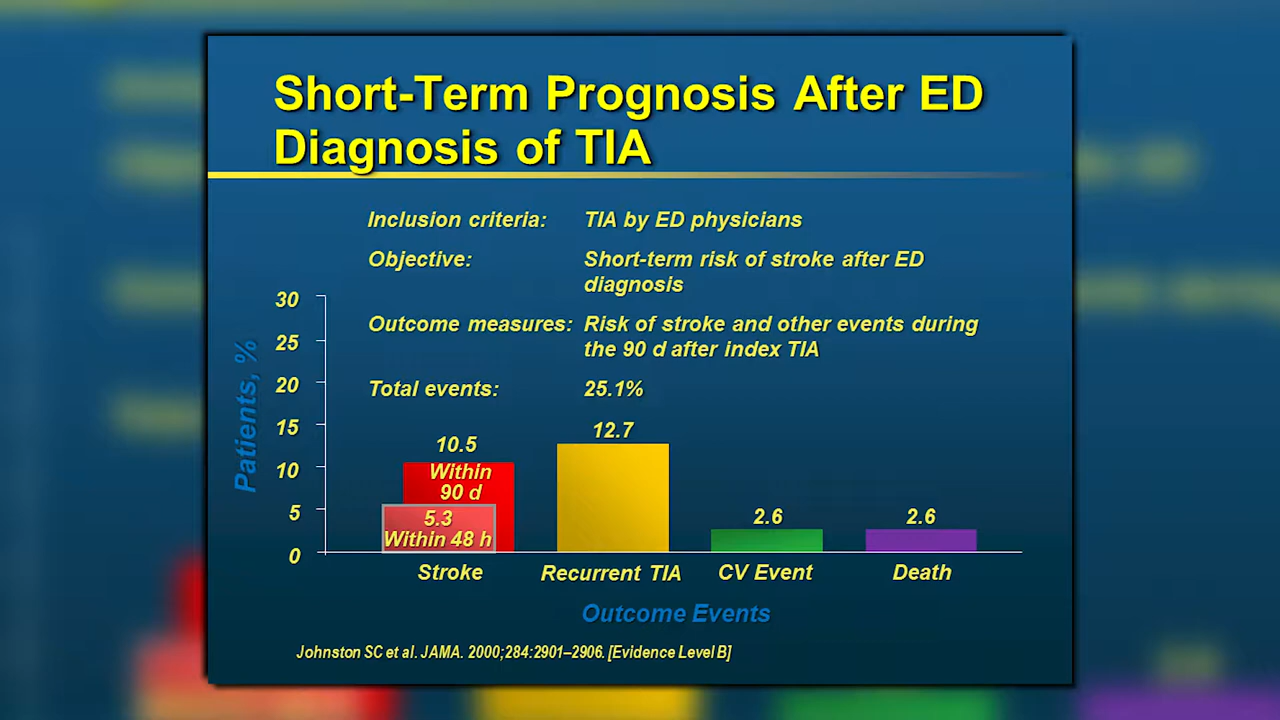 Short-Term Prognosis After ED
Diagnosis of TIA
Inclusion criteria: TIA by ED physicians
Objective: Short-term risk of stroke after ED
diagnosis
Outcome measures: Risk of stroke and other events during
the 90 d after index TIA
Total events: 25.1%
Patients, %
30
25
20
15
10
5
0
10.5
Within
90 d
5.3
Within 48 h
12.7
2.6
2.6
Stroke
Recurrent TIA
CV Event
Death
Outcome Events
Johnston SC et al. JAMA. 2000;284:2901–2906. [Evidence Level B]